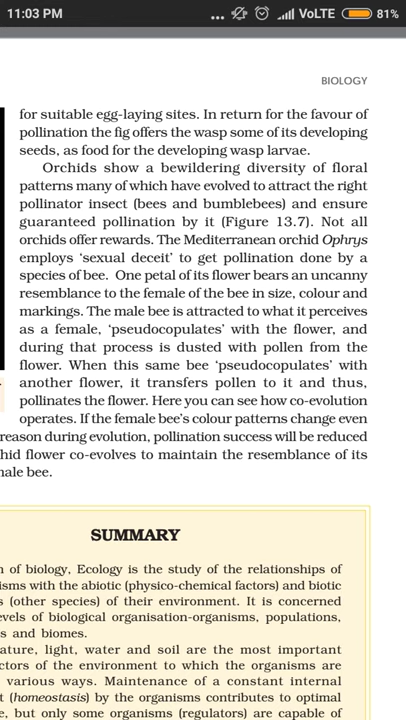 11:03 PM ... VoLTE 81%
BIOLOGY
for suitable egg-laying sites. In return for the favour of
pollination the fig offers the wasp some of its developing
seeds, as food for the developing wasp larvae.
Orchids show a bewildering diversity of floral
patterns many of which have evolved to attract the right
pollinator insect (bees and bumblebees) and ensure
guaranteed pollination by it (Figure 13.7). Not all
orchids offer rewards. The Mediterranean orchid Ophrys
employs ‘sexual deceit’ to get pollination done by a
species of bee. One petal of its flower bears an uncanny
resemblance to the female of the bee in size, colour and
markings. The male bee is attracted to what it perceives
as a female, ‘pseudocopulates’ with the flower, and
during that process is dusted with pollen from the
flower. When this same bee ‘pseudocopulates’ with
another flower, it transfers pollen to it and thus,
pollinates the flower. Here you can see how co-evolution
operates. If the female bee’s colour patterns change even
reason during evolution, pollination success will be reduced
hid flower co-evolves to maintain the resemblance of its
nale bee.
SUMMARY
n of biology, Ecology is the study of the relationships of
isms with the abiotic (physico-chemical factors) and biotic
s (other species) of their environment. It is concerned
evels of biological organisation-organisms, populations,
s and biomes.
ature, light, water and soil are the most important
ctors of the environment to which the organisms are
various ways. Maintenance of a constant internal
t (homeostasis) by the organisms contributes to optimal
e, but only some organisms (regulators) are capable of